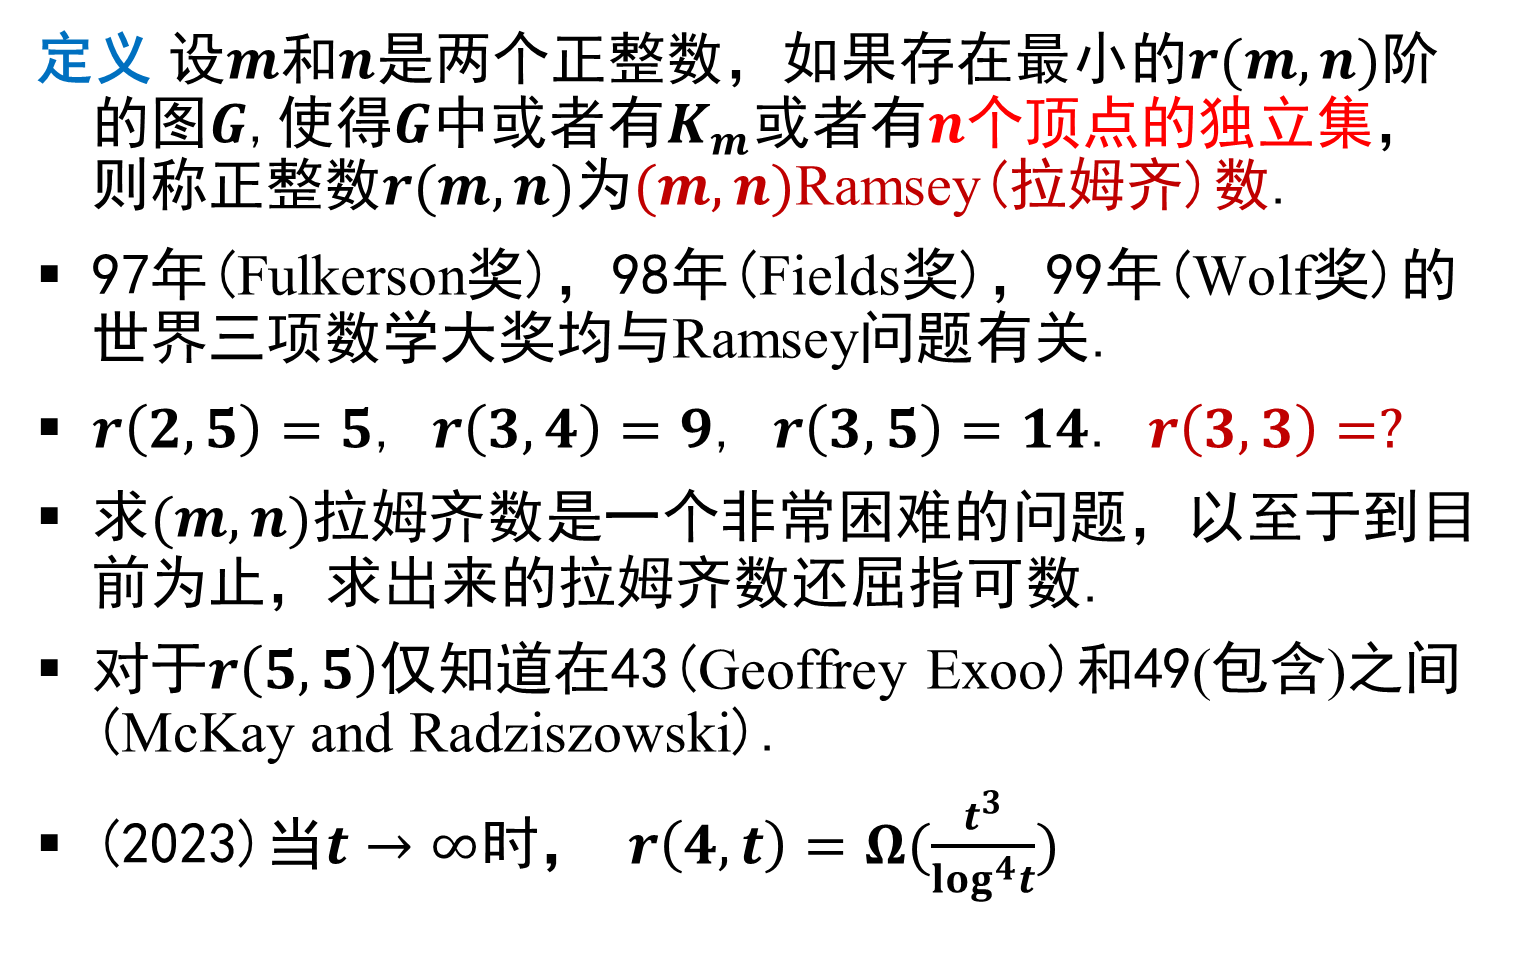 定义 设m和n是两个正整数，如果存在最小的r(m,n)阶
的图G,使得G中或者有K_m或者有n个顶点的独立集，
则称正整数r(m,n)为(m,n)Ramsey(拉姆齐)数.
▪ 97年(Fulkerson奖)，98年(Fields奖)，99年(Wolf奖)的
世界三项数学大奖均与Ramsey问题有关.
▪ r(2,5) = 5, r(3,4) = 9, r(3,5) = 14. r(3,3) =?
▪ 求(m,n)拉姆齐数是一个非常困难的问题，以至于到目
前为止，求出来的拉姆齐数还屈指可数.
▪ 对于r(5,5)仅知道在43(Geoffrey Exoo)和49(包含)之间
(McKay and Radziszowski).
▪ (2023)当t → ∞时， r(4,t) = Ω(t³/log⁴t)